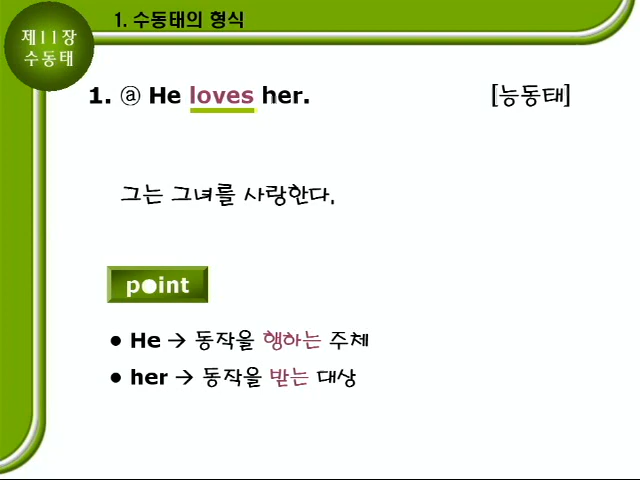 제11장
수동태
1. 수동태의 형식
1. ⓐ He loves her. [능동태]
그는 그녀를 사랑한다.
point
● He → 동작을 행하는 주체
● her → 동작을 받는 대상